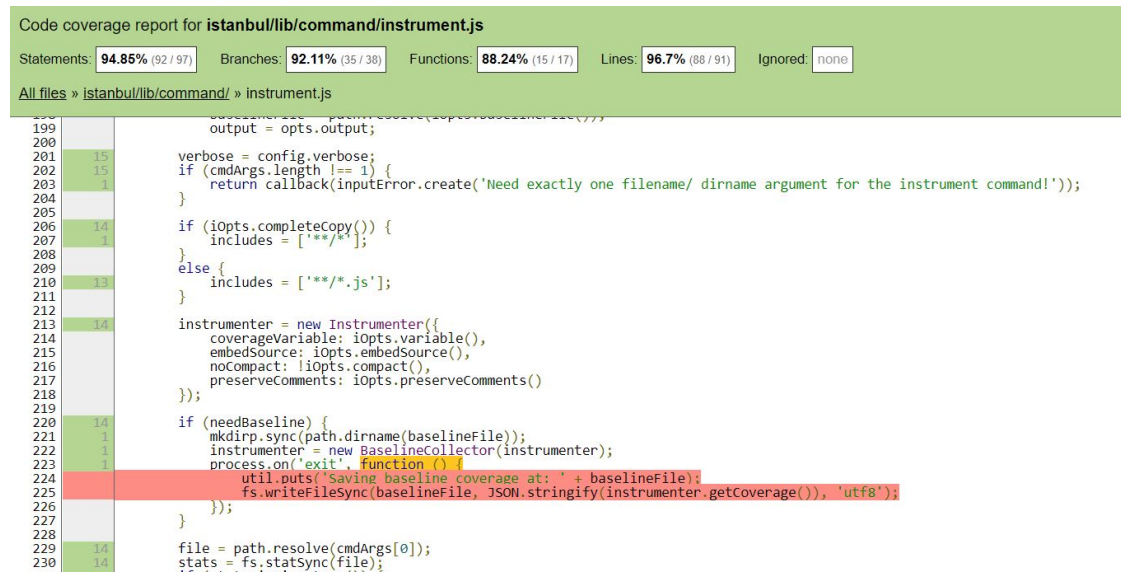 Code coverage report for istanbul/lib/command/instrument.js
Statements: 94.85% (92 / 97) Branches: 92.11% (35 / 38) Functions: 88.24% (15 / 17) Lines: 96.7% (88 / 91) Ignored: none
All files » istanbul/lib/command/ » instrument.js
199 output = opts.output;
200
201 15 verbose = config.verbose;
202 15 if (cmdArgs.length !== 1) {
203 1 return callback(inputError.create('Need exactly one filename/ dirname argument for the instrument command!'));
204 }
205
206 14 if (iOpts.completeCopy()) {
207 1 includes = ['**/*'];
208 }
209 else {
210 13 includes = ['**/*.js'];
211 }
212
213 14 instrumenter = new Instrumenter({
214 coverageVariable: iOpts.variable(),
215 embedSource: iOpts.embedSource(),
216 noCompact: !iOpts.compact(),
217 preserveComments: iOpts.preserveComments()
218 });
219
220 14 if (needBaseline) {
221 1 mkdirp.sync(path.dirname(baselineFile));
222 1 instrumenter = new BaselineCollector(instrumenter);
223 1 process.on('exit', function () {
224 util.puts('Saving baseline coverage at: ' + baselineFile);
225 fs.writeFileSync(baselineFile, JSON.stringify(instrumenter.getCoverage()), 'utf8');
226 });
227 }
228
229 14 file = path.resolve(cmdArgs[0]);
230 14 stats = fs.statSync(file);